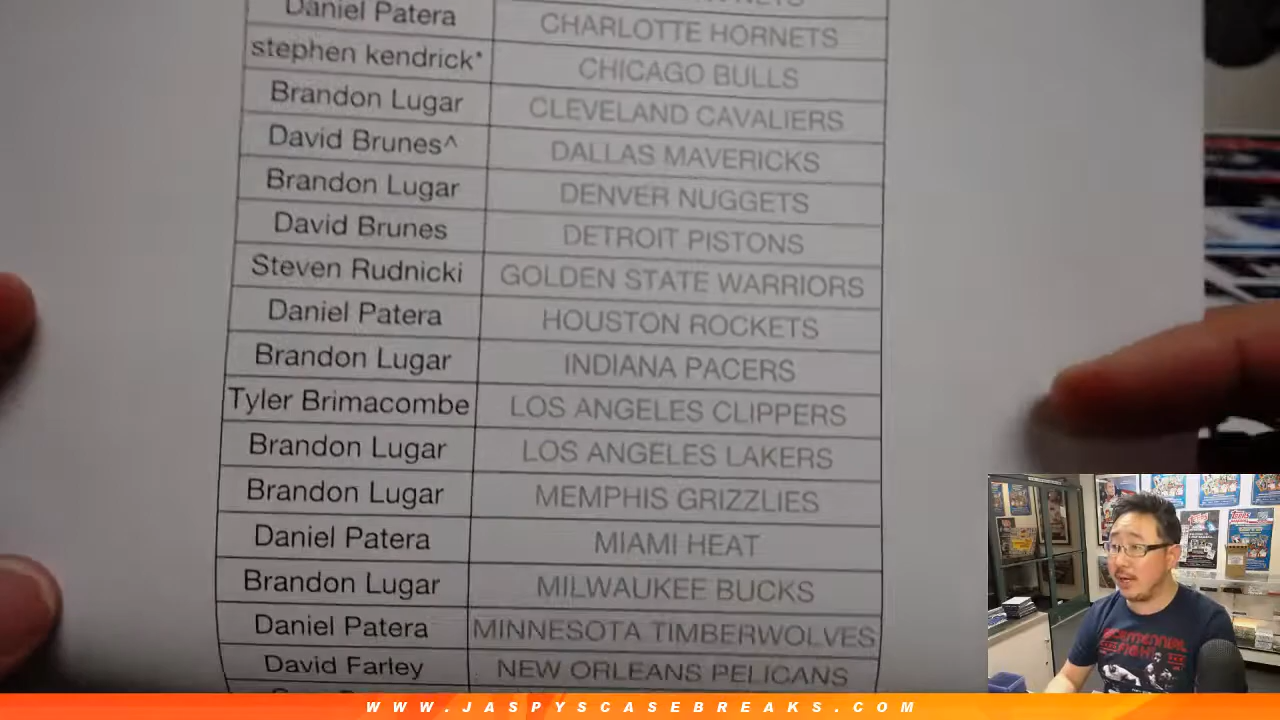 NETS
Daniel Patera CHARLOTTE HORNETS
stephen kendrick* CHICAGO BULLS
Brandon Lugar CLEVELAND CAVALIERS
David Brunes^ DALLAS MAVERICKS
Brandon Lugar DENVER NUGGETS
David Brunes DETROIT PISTONS
Steven Rudnicki GOLDEN STATE WARRIORS
Daniel Patera HOUSTON ROCKETS
Brandon Lugar INDIANA PACERS
Tyler Brimacombe LOS ANGELES CLIPPERS
Brandon Lugar LOS ANGELES LAKERS
Brandon Lugar MEMPHIS GRIZZLIES
Daniel Patera MIAMI HEAT
Brandon Lugar MILWAUKEE BUCKS
Daniel Patera MINNESOTA TIMBERWOLVES
David Farley NEW ORLEANS PELICANS
WWW.JASPYSCASEBREAKS.COM